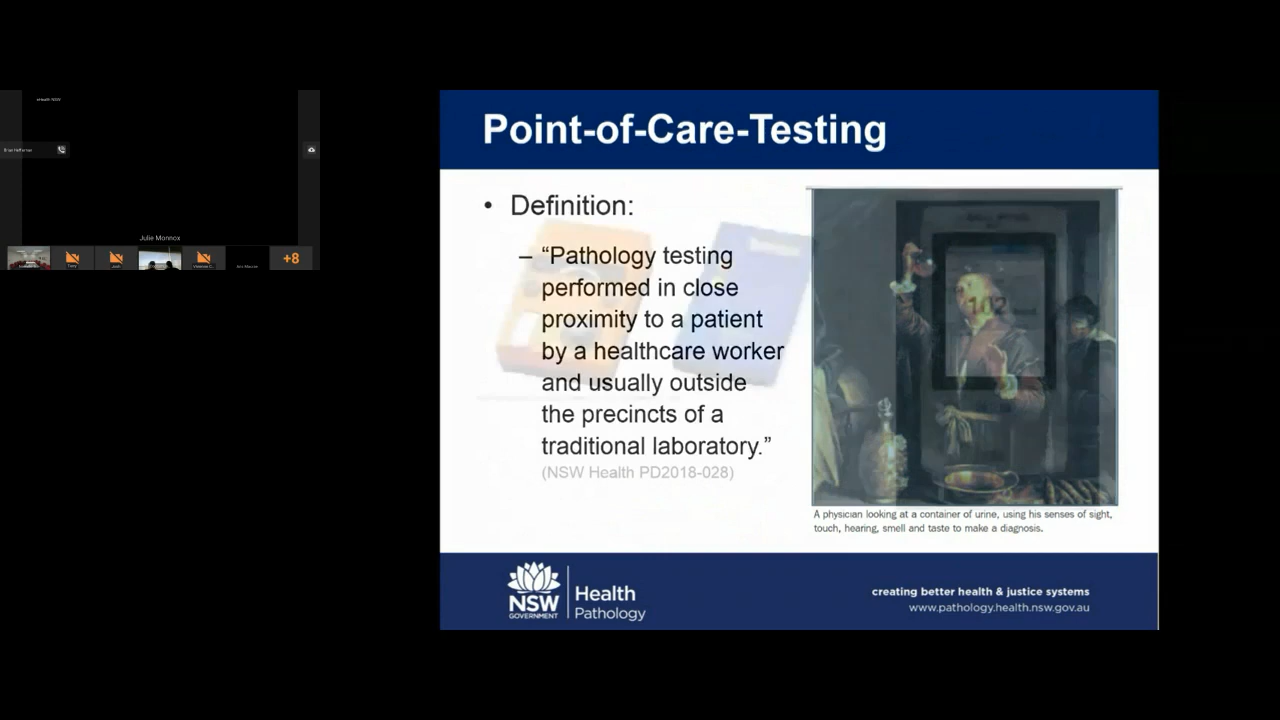 eHealth NSW
Julie Monnox
+8
Point-of-Care-Testing
• Definition:
– “Pathology testing
performed in close
proximity to a patient
by a healthcare worker
and usually outside
the precincts of a
traditional laboratory.”
(NSW Health PD2018-028)
102
A physician looking at a container of urine, using his senses of sight,
touch, hearing, smell and taste to make a diagnosis.
NSW
GOVERNMENT
Health
Pathology
creating better health & justice systems
www.pathology.health.nsw.gov.au